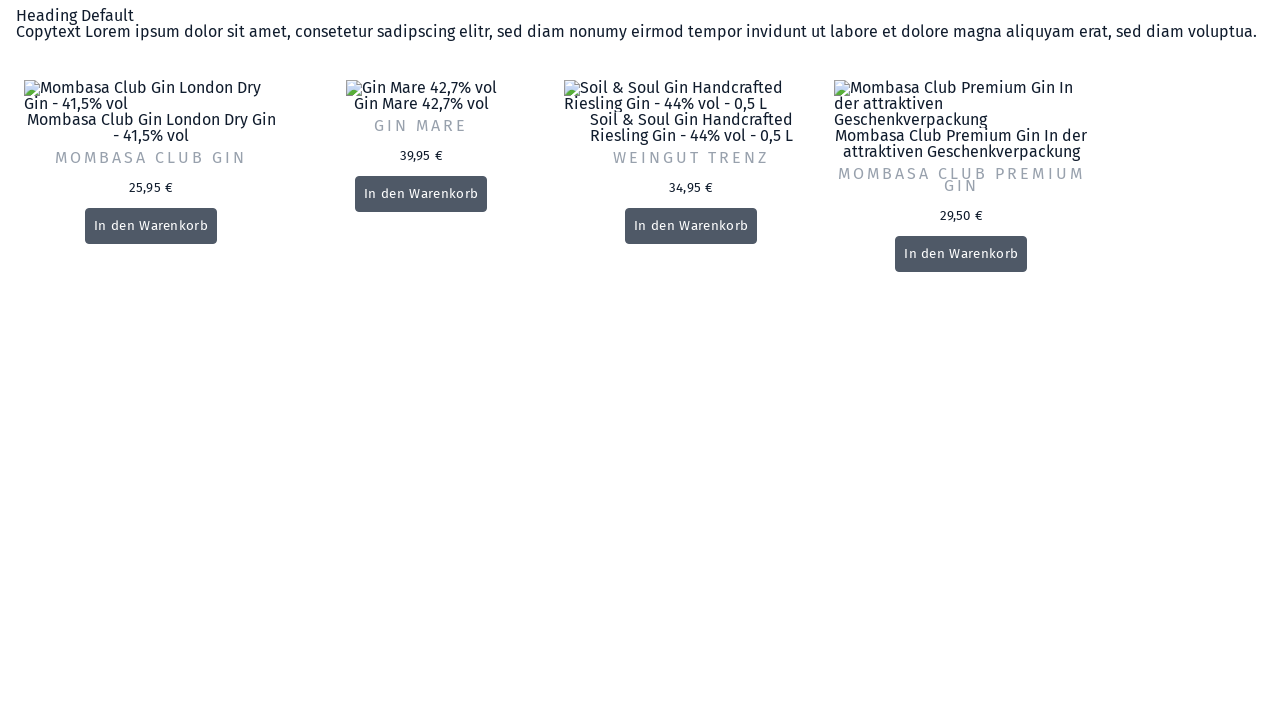 Heading Default
Copytext Lorem ipsum dolor sit amet, consetetur sadipscing elitr, sed diam nonumy eirmod tempor invidunt ut labore et dolore magna aliquyam erat, sed diam voluptua.
Mombasa Club Gin London Dry
Gin - 41,5% vol
Mombasa Club Gin London Dry Gin
- 41,5% vol
MOMBASA CLUB GIN
25,95 €
In den Warenkorb
Gin Mare 42,7% vol
Gin Mare 42,7% vol
GIN MARE
39,95 €
In den Warenkorb
Soil & Soul Gin Handcrafted
Riesling Gin - 44% vol - 0,5 L
Soil & Soul Gin Handcrafted
Riesling Gin - 44% vol - 0,5 L
WEINGUT TRENZ
34,95 €
In den Warenkorb
Mombasa Club Premium Gin In
der attraktiven
Geschenkverpackung
Mombasa Club Premium Gin In der
attraktiven Geschenkverpackung
MOMBASA CLUB PREMIUM
GIN
29,50 €
In den Warenkorb